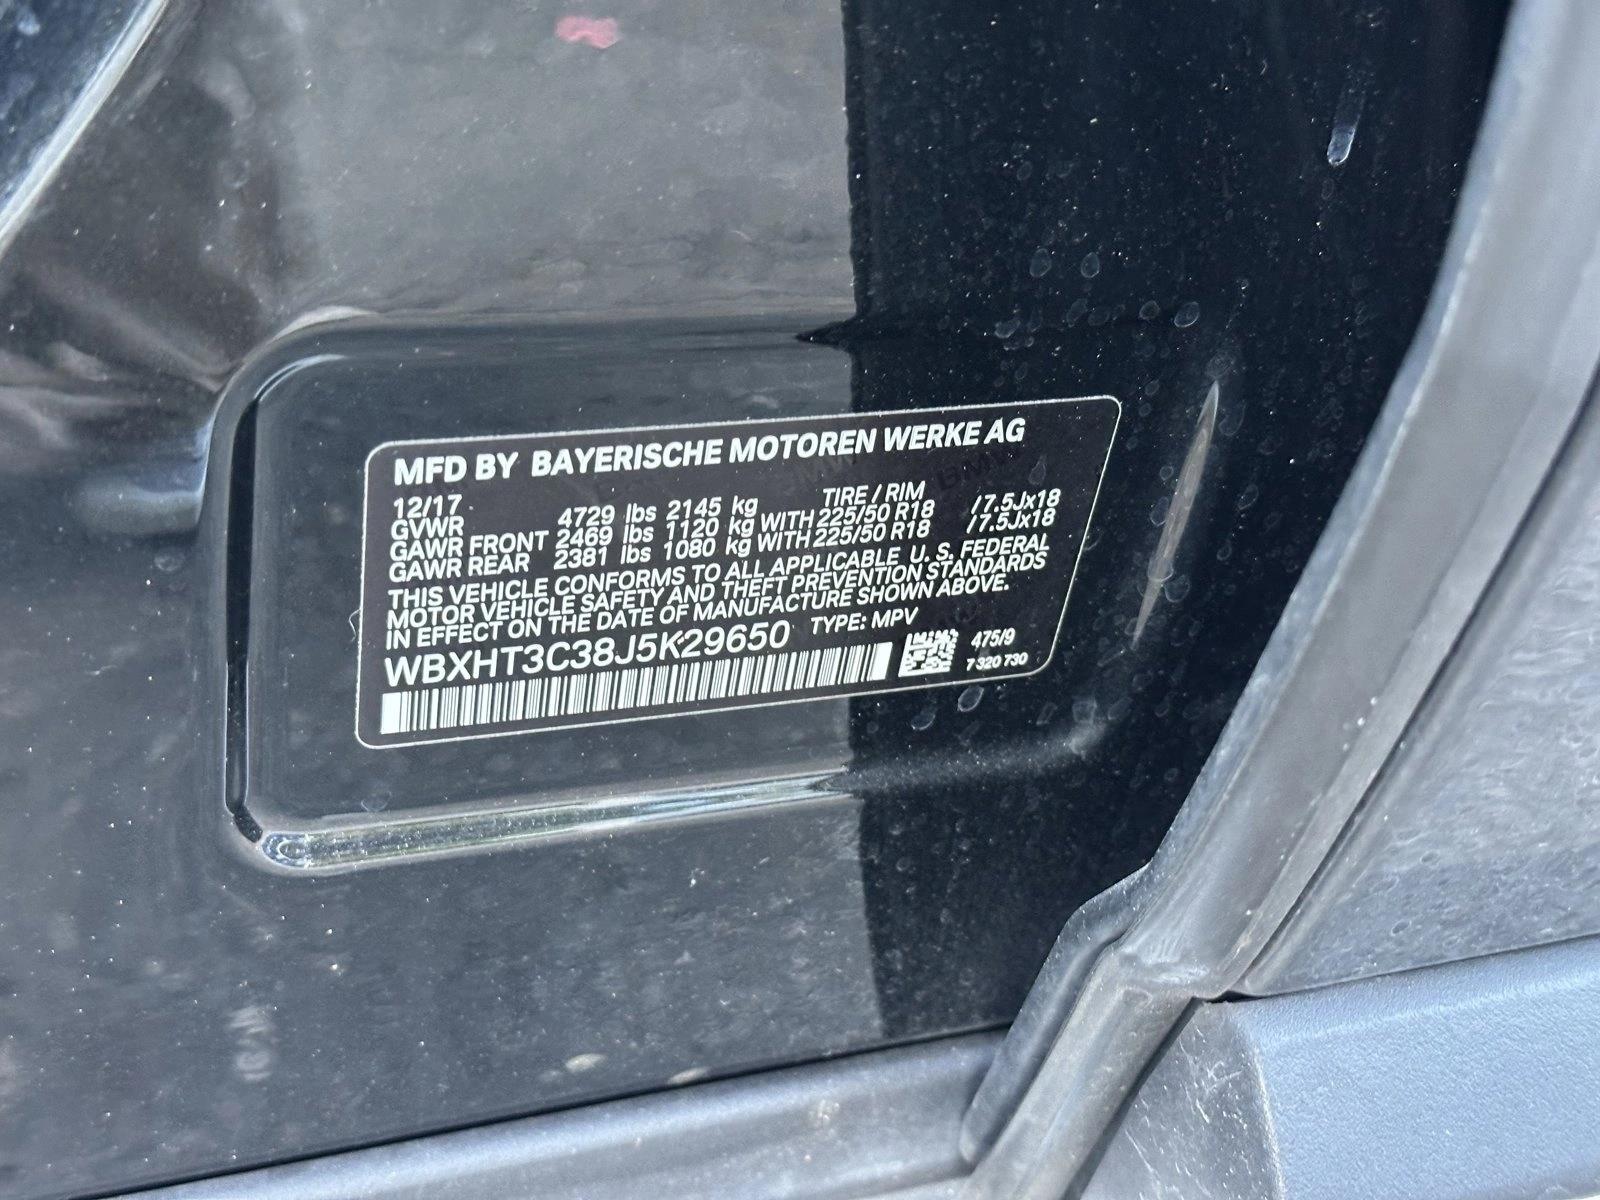 MFD BY BAYERISCHE MOTOREN WERKE AG
12/17 TIRE / RIM
GVWR 4729 lbs 2145 kg
GAWR FRONT 2469 lbs 1120 kg WITH 225/50 R18 /7.5Jx18
GAWR REAR 2381 lbs 1080 kg WITH 225/50 R18 /7.5Jx18
THIS VEHICLE CONFORMS TO ALL APPLICABLE U. S. FEDERAL
MOTOR VEHICLE SAFETY AND THEFT PREVENTION STANDARDS
IN EFFECT ON THE DATE OF MANUFACTURE SHOWN ABOVE.
WBXHT3C38J5K29650 TYPE: MPV
475/9
7 320 730